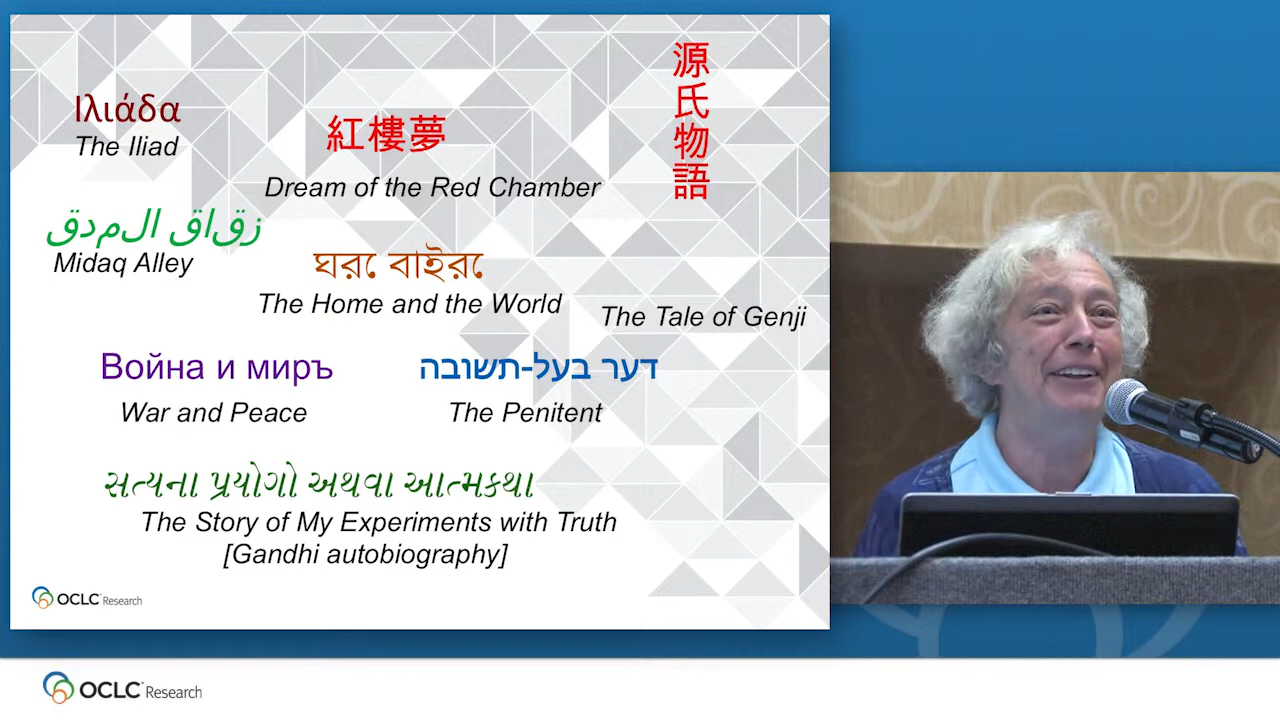 Ιλιάδα
The Iliad
紅樓夢
Dream of the Red Chamber
源氏物語
The Tale of Genji
زقاق المدق
Midaq Alley
ঘরে বাইরে
The Home and the World
Война и миръ
War and Peace
דער בעל-תשובה
The Penitent
સત્યના પ્રયોગો અથવા આત્મકથા
The Story of My Experiments with Truth
[Gandhi autobiography]
OCLC Research
OCLC Research